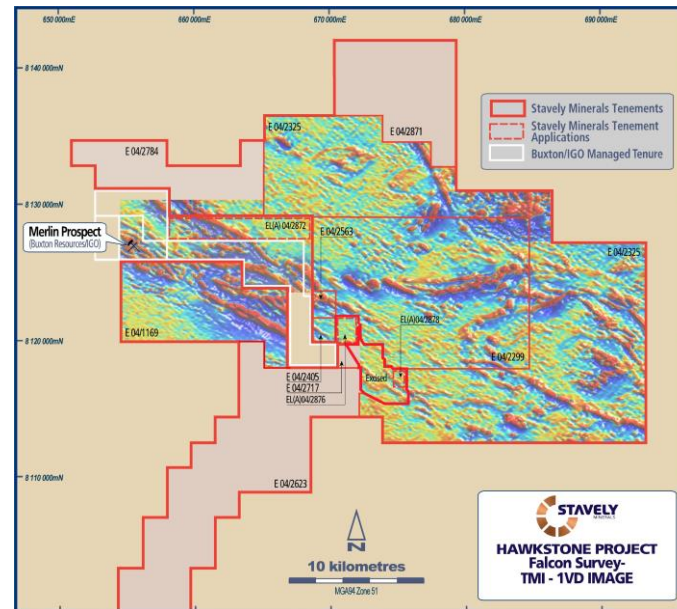 650 000mE
660 000mE
670 000mE
680 000mE
690 000mE
8 140 000mN
8 130 000mN
8 120 000mN
8 110 000mN
Stavely Minerals Tenements
Stavely Minerals Tenement
Applications
Buxton/IGO Managed Tenure
E 04/2325
E 04/2871
E 04/2784
Merlin Prospect
(Buxton Resources/IGO)
EL(A) 04/2872
E 04/2563
E 04/2325
EL(A)04/2878
E 04/1169
E 04/2299
E 04/2405
E 04/2717
EL(A)04/2876
E 04/2623
N
10 kilometres
MGA94 Zone 51
STAVELY
MINERALS
HAWKSTONE PROJECT
Falcon Survey-
TMI - 1VD IMAGE